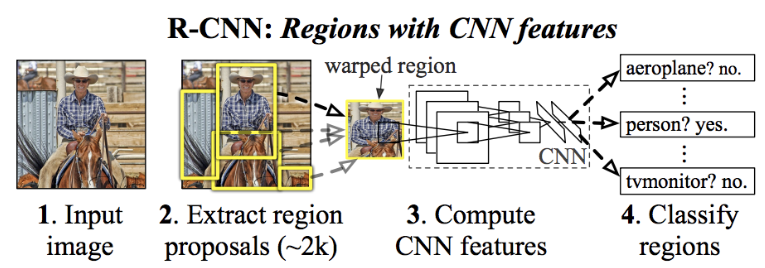 R-CNN: Regions with CNN features
warped region
aeroplane? no.
person? yes.
tvmonitor? no.
CNN
1. Input
image
2. Extract region
proposals (~2k)
3. Compute
CNN features
4. Classify
regions